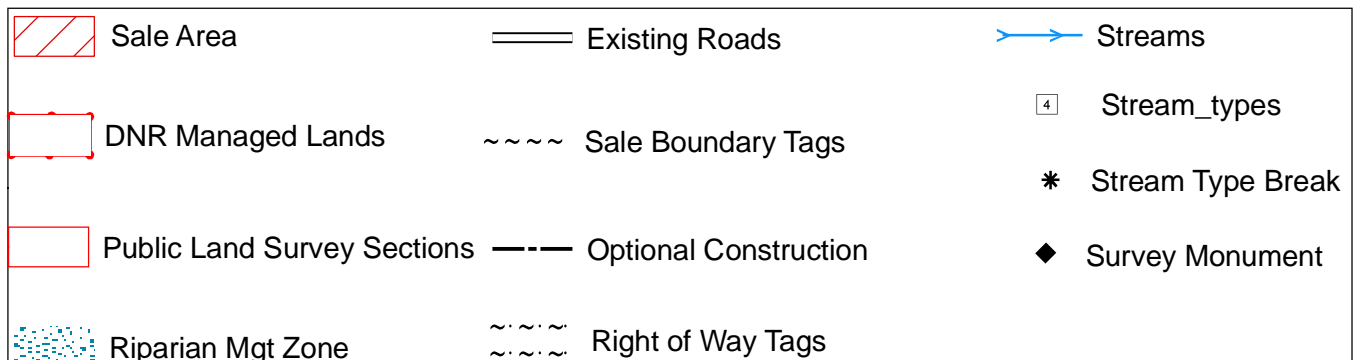 Sale Area
DNR Managed Lands
Public Land Survey Sections
Riparian Mgt Zone
Existing Roads
Sale Boundary Tags
Optional Construction
Right of Way Tags
Streams
4 Stream_types
Stream Type Break
Survey Monument